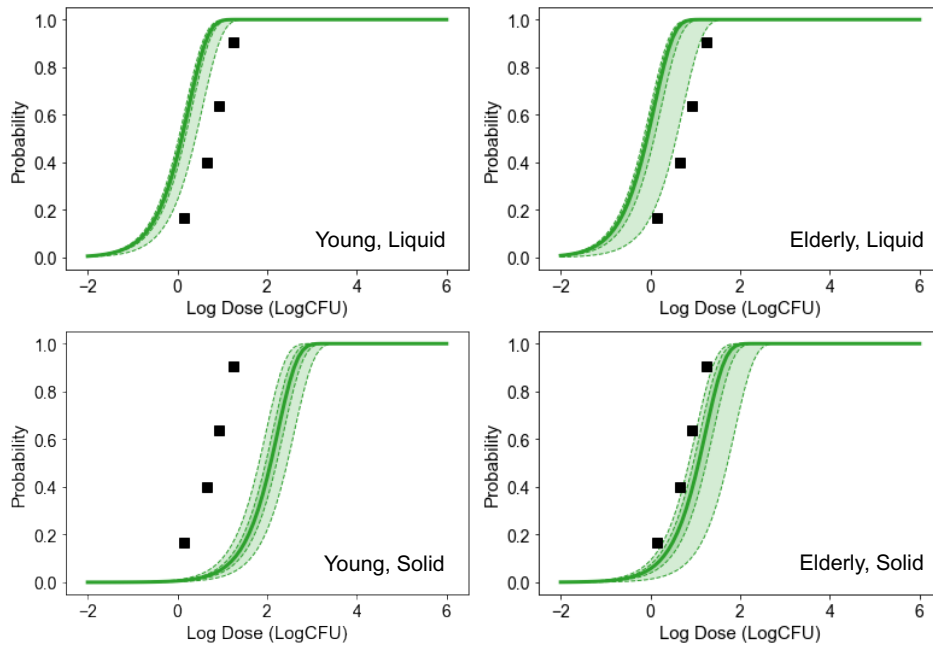 1.0
0.8
0.6
0.4
0.2
0.0
Probability
Young, Liquid
−2 0 2 4 6
Log Dose (LogCFU)
1.0
0.8
0.6
0.4
0.2
0.0
Probability
Elderly, Liquid
−2 0 2 4 6
Log Dose (LogCFU)
1.0
0.8
0.6
0.4
0.2
0.0
Probability
Young, Solid
−2 0 2 4 6
Log Dose (LogCFU)
1.0
0.8
0.6
0.4
0.2
0.0
Probability
Elderly, Solid
−2 0 2 4 6
Log Dose (LogCFU)